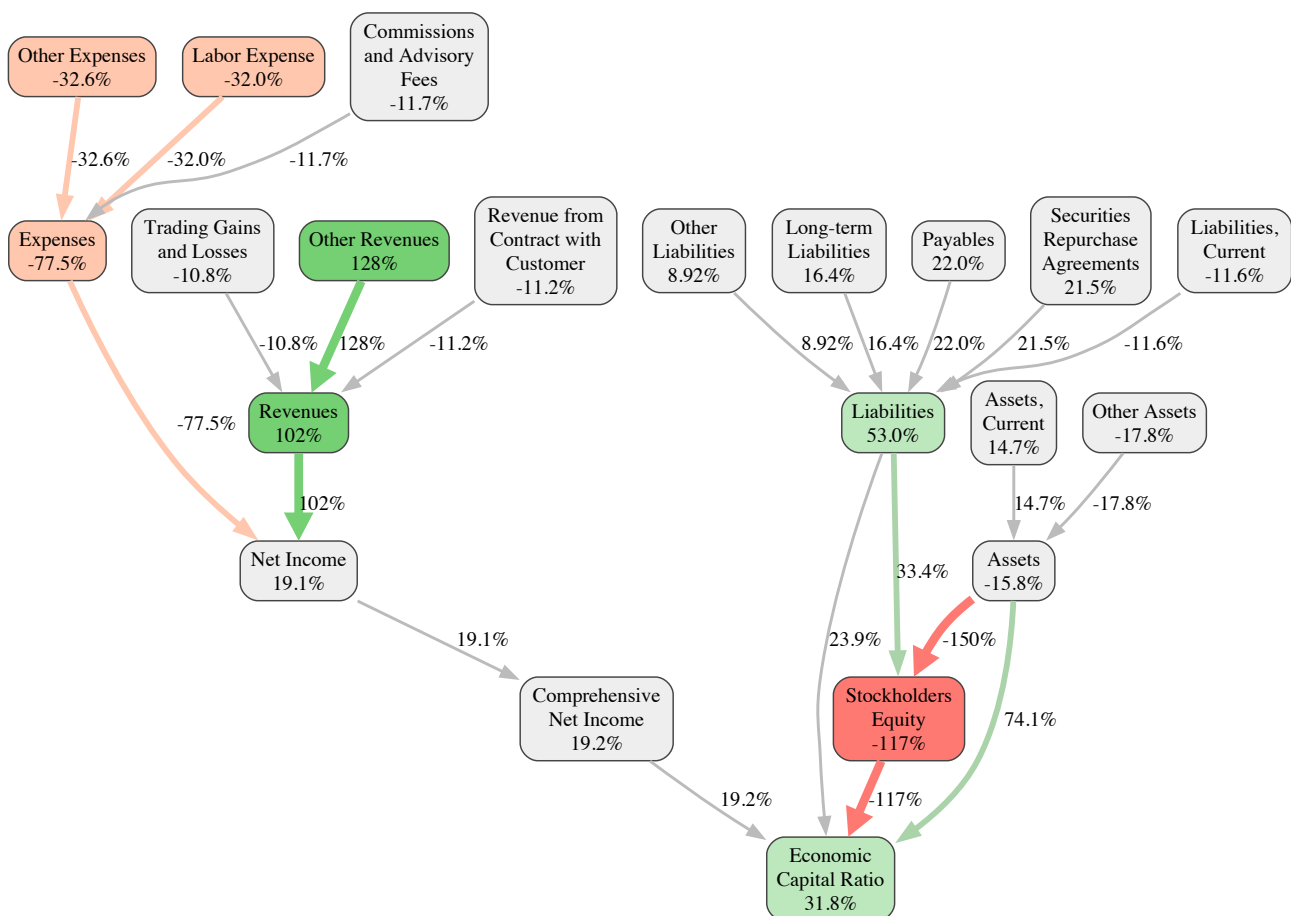 Other Expenses
-32.6%
Labor Expense
-32.0%
Commissions
and Advisory
Fees
-11.7%
-32.6%
-32.0%
-11.7%
Expenses
-77.5%
Trading Gains
and Losses
-10.8%
Other Revenues
128%
Revenue from
Contract with
Customer
-11.2%
Other
Liabilities
8.92%
Long-term
Liabilities
16.4%
Payables
22.0%
Securities
Repurchase
Agreements
21.5%
Liabilities,
Current
-11.6%
-10.8%
128%
-11.2%
8.92%
16.4%
22.0%
21.5%
-11.6%
-77.5%
Revenues
102%
Liabilities
53.0%
Assets,
Current
14.7%
Other Assets
-17.8%
102%
14.7%
-17.8%
Net Income
19.1%
33.4%
Assets
-15.8%
19.1%
23.9%
-150%
Comprehensive
Net Income
19.2%
Stockholders
Equity
-117%
74.1%
19.2%
-117%
Economic
Capital Ratio
31.8%